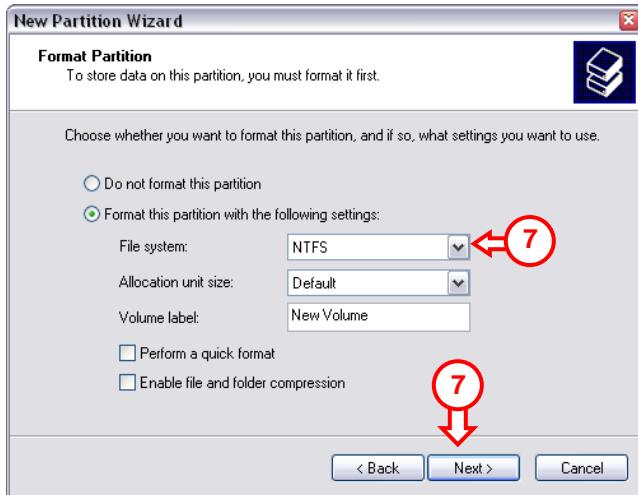 New Partition Wizard
Format Partition
To store data on this partition, you must format it first.
Choose whether you want to format this partition, and if so, what settings you want to use.
Do not format this partition
Format this partition with the following settings:
File system: NTFS 7
Allocation unit size: Default
Volume label: New Volume
Perform a quick format
Enable file and folder compression
7
< Back Next > Cancel